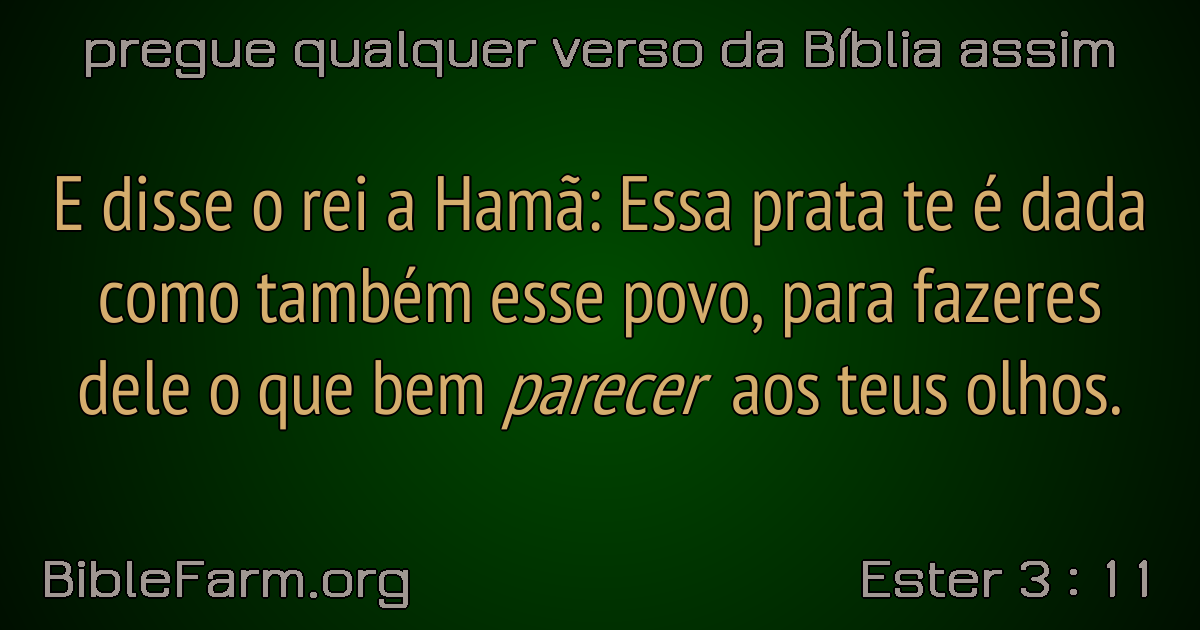 pregue qualquer verso da Bíblia assim
E disse o rei a Hamã: Essa prata te é dada
como também esse povo, para fazeres
dele o que bem parecer aos teus olhos.
BibleFarm.org
Ester 3 : 11